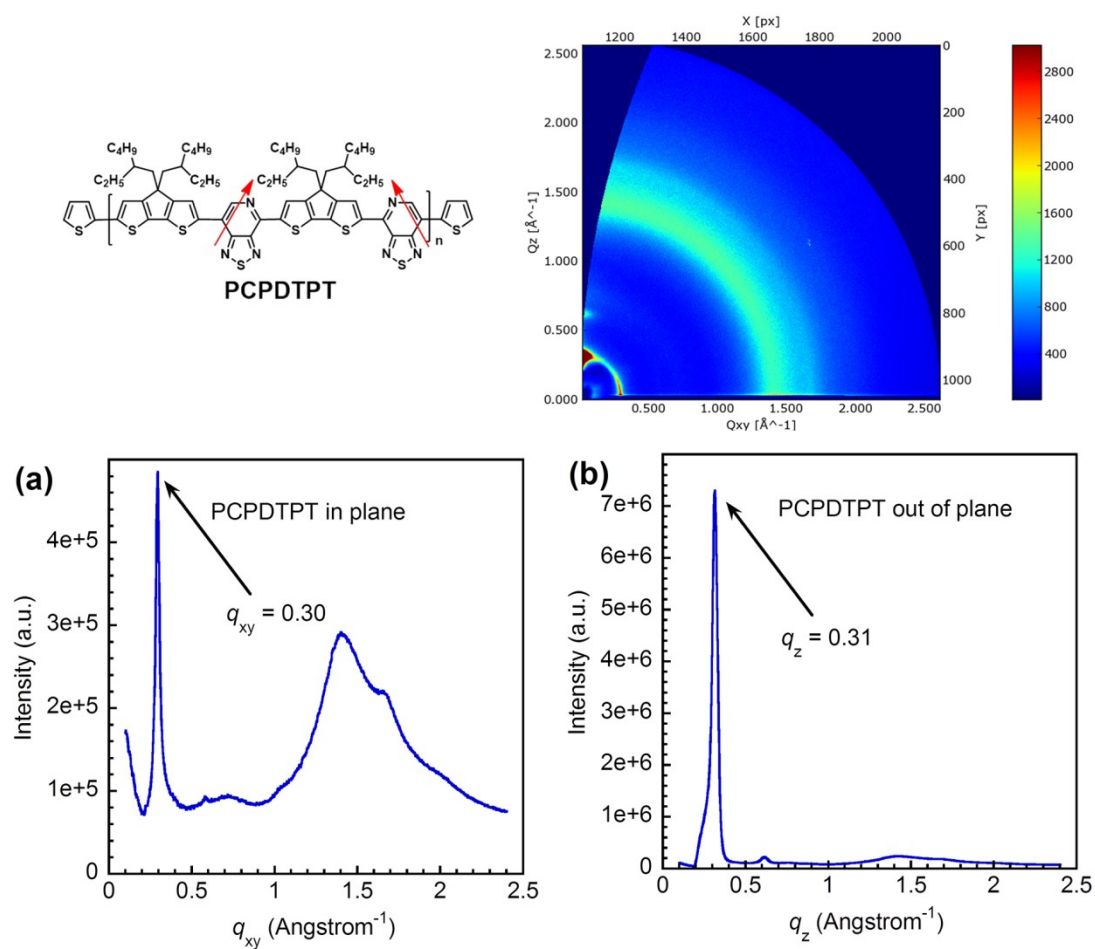 C4H9 C4H9 C4H9 C4H9
C2H5 C2H5 C2H5 C2H5
N N
S S S S S S
n
N N N N
S S
PCPDTPT
X [px]
1200 1400 1600 1800 2000
2.500
2.000
1.500
1.000
0.500
0.000
Qz [Å^-1]
0.500 1.000 1.500 2.000 2.500
Qxy [Å^-1]
0
200
400
600
800
1000
Y [px]
2800
2400
2000
1600
1200
800
400
(a)
PCPDTPT in plane
qxy = 0.30
4e+5
3e+5
2e+5
1e+5
0
Intensity (a.u.)
0 0.5 1 1.5 2 2.5
qxy (Angstrom-1)
(b)
PCPDTPT out of plane
qz = 0.31
7e+6
6e+6
5e+6
4e+6
3e+6
2e+6
1e+6
0
Intensity (a.u.)
0 0.5 1 1.5 2 2.5
qz (Angstrom-1)